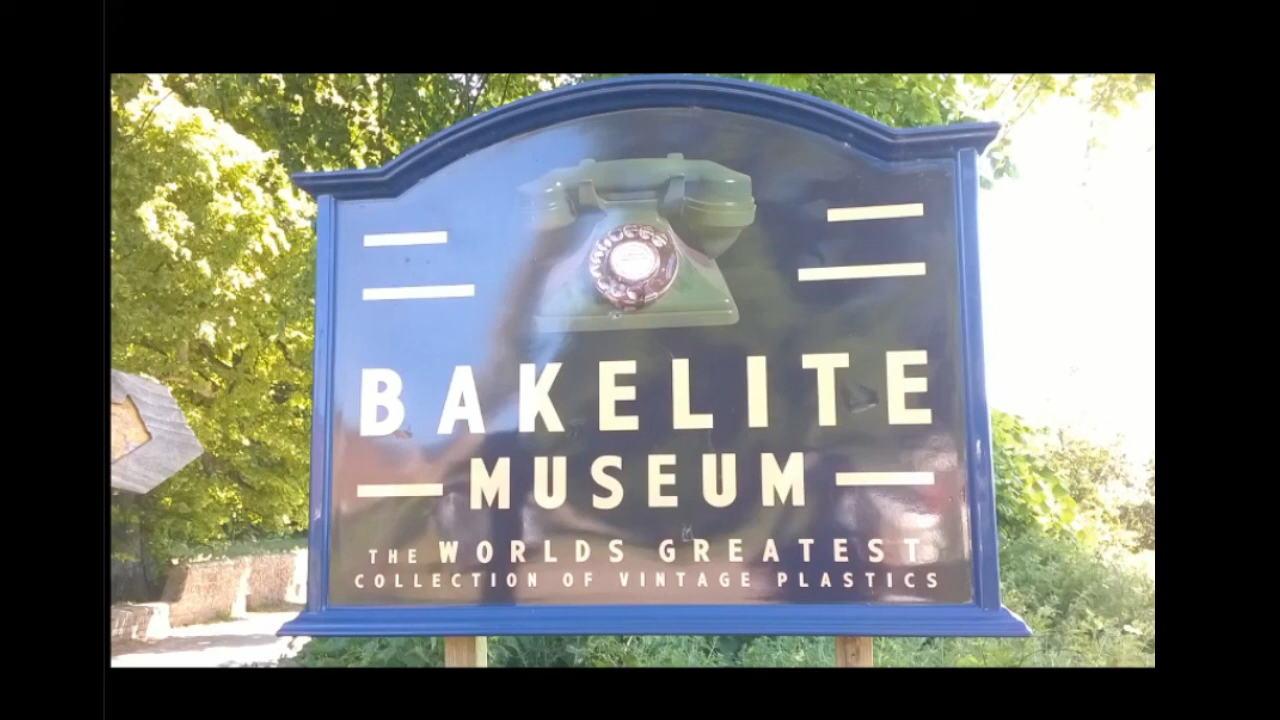 BAKELITE
MUSEUM
THE WORLDS GREATEST
COLLECTION OF VINTAGE PLASTICS